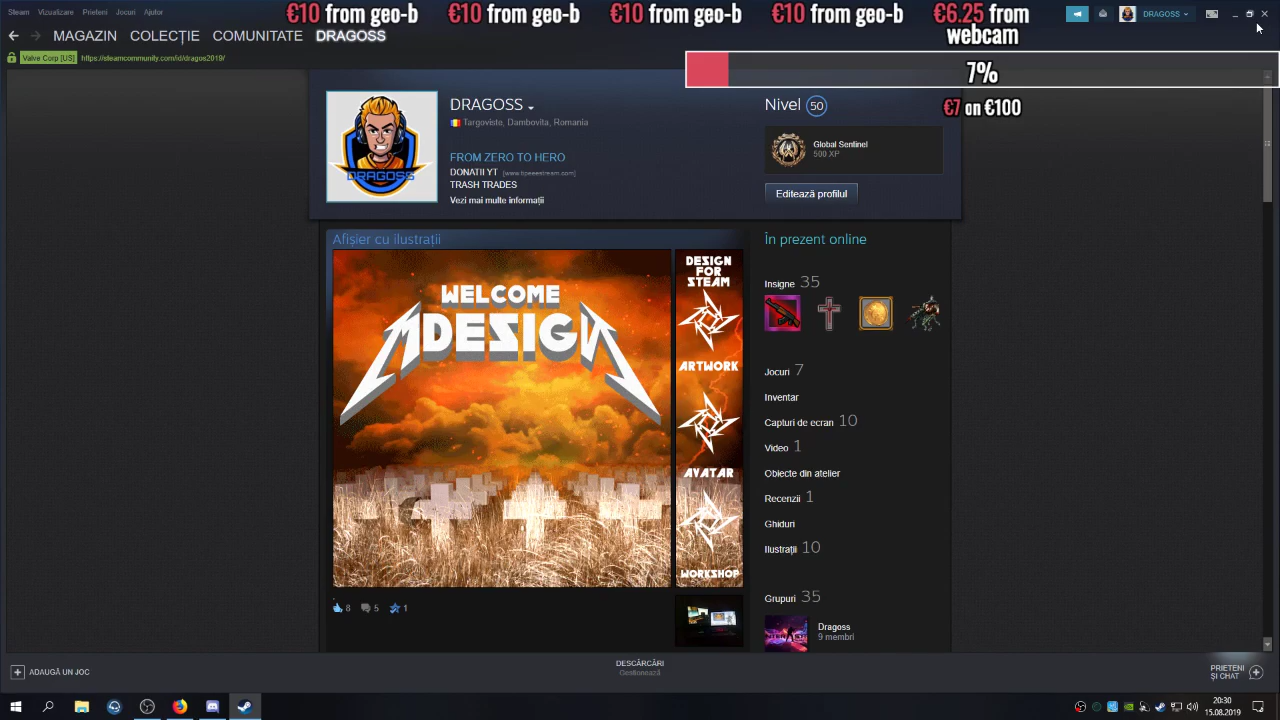 Steam Vizualizare Prieteni Jocuri Ajutor
€10 from geo-b €10 from geo-b €10 from geo-b €10 from geo-b €6.25 from
webcam
DRAGOSS
MAGAZIN COLECȚIE COMUNITATE DRAGOSS
Valve Corp [US] https://steamcommunity.com/id/dragos2019/
7%
€7 on €100
DRAGOSS
Targoviste, Dambovita, Romania
FROM ZERO TO HERO
DONATII YT [www.tipeeestream.com]
TRASH TRADES
Vezi mai multe informații
DRAGOSS
Nivel 50
Global Sentinel
500 XP
Editează profilul
Afișier cu ilustrații
WELCOME
MDESIGN
DESIGN
FOR
STEAM
ARTWORK
AVATAR
WORKSHOP
8 5 1
În prezent online
Insigne 35
Jocuri 7
Inventar
Capturi de ecran 10
Video 1
Obiecte din atelier
Recenzii 1
Ghiduri
Ilustrații 10
Grupuri 35
Dragoss
9 membri
ADAUGĂ UN JOC
DESCĂRCĂRI
Gestionează
PRIETENI
ȘI CHAT
20:30
15.08.2019